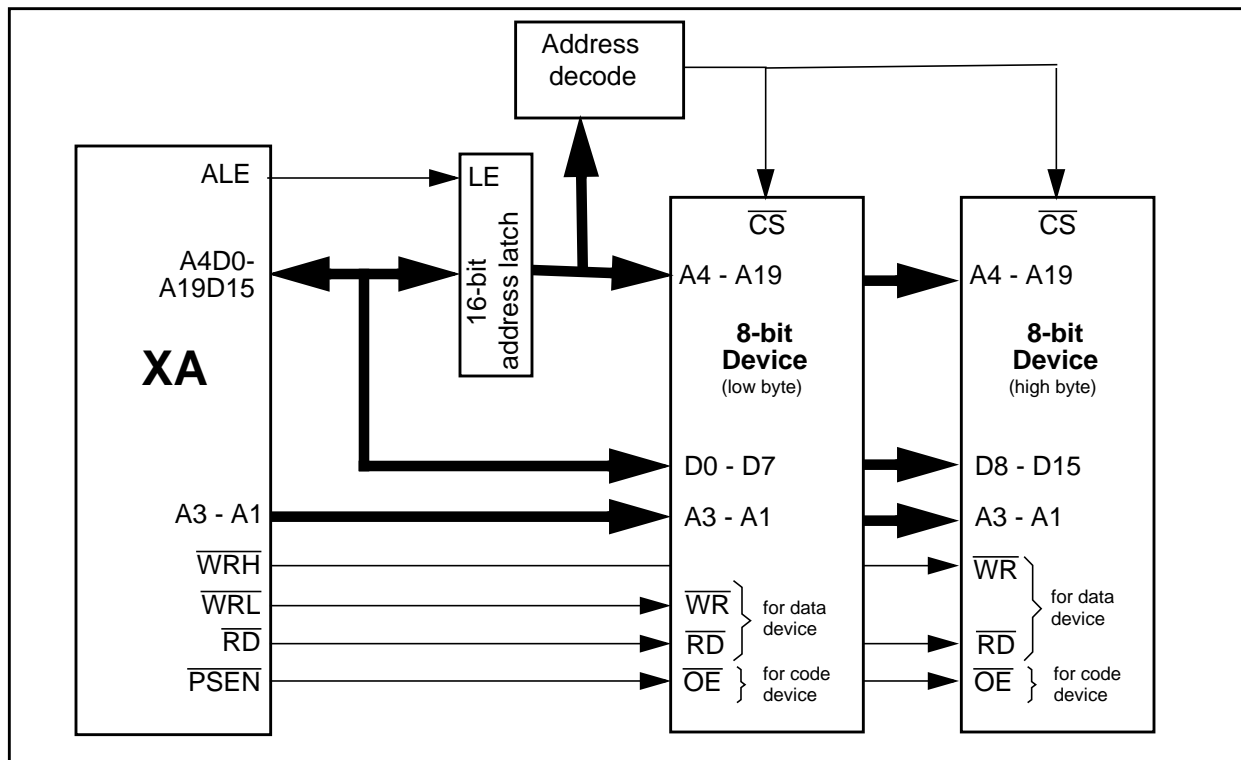 Address
decode
ALE
LE
16-bit
address latch
A4D0-
A19D15
XA
A3 - A1
WRH
WRL
RD
PSEN
CS
A4 - A19
8-bit
Device
(low byte)
D0 - D7
A3 - A1
WR
RD
for data
device
OE
for code
device
CS
A4 - A19
8-bit
Device
(high byte)
D8 - D15
A3 - A1
WR
RD
for data
device
OE
for code
device